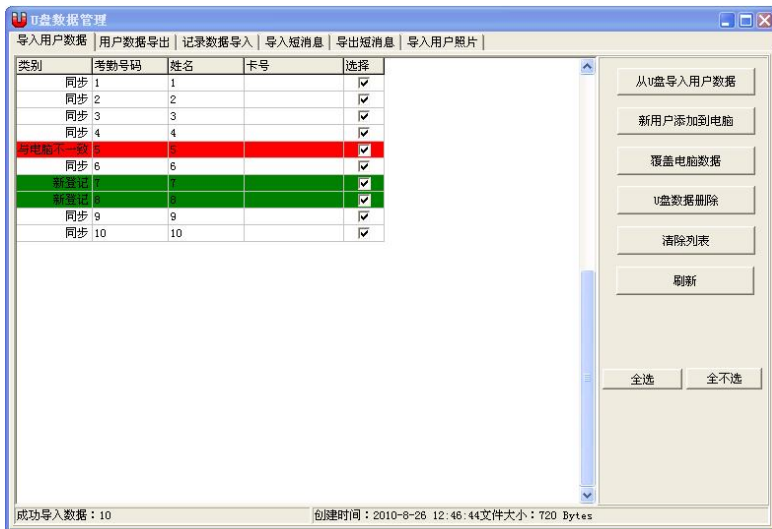 U盘数据管理
导入用户数据 用户数据导出 记录数据导入 导入短消息 导出短消息 导入用户照片
类别 考勤号码 姓名 卡号 选择
同步 1 1
同步 2 2
同步 3 3
同步 4 4
与电脑不一致 5 5
同步 6 6
新登记 7 7
新登记 8 8
同步 9 9
同步 10 10
从U盘导入用户数据
新用户添加到电脑
覆盖电脑数据
U盘数据删除
清除列表
刷新
全选 全不选
成功导入数据：10 创建时间：2010-8-26 12:46:44文件大小：720 Bytes